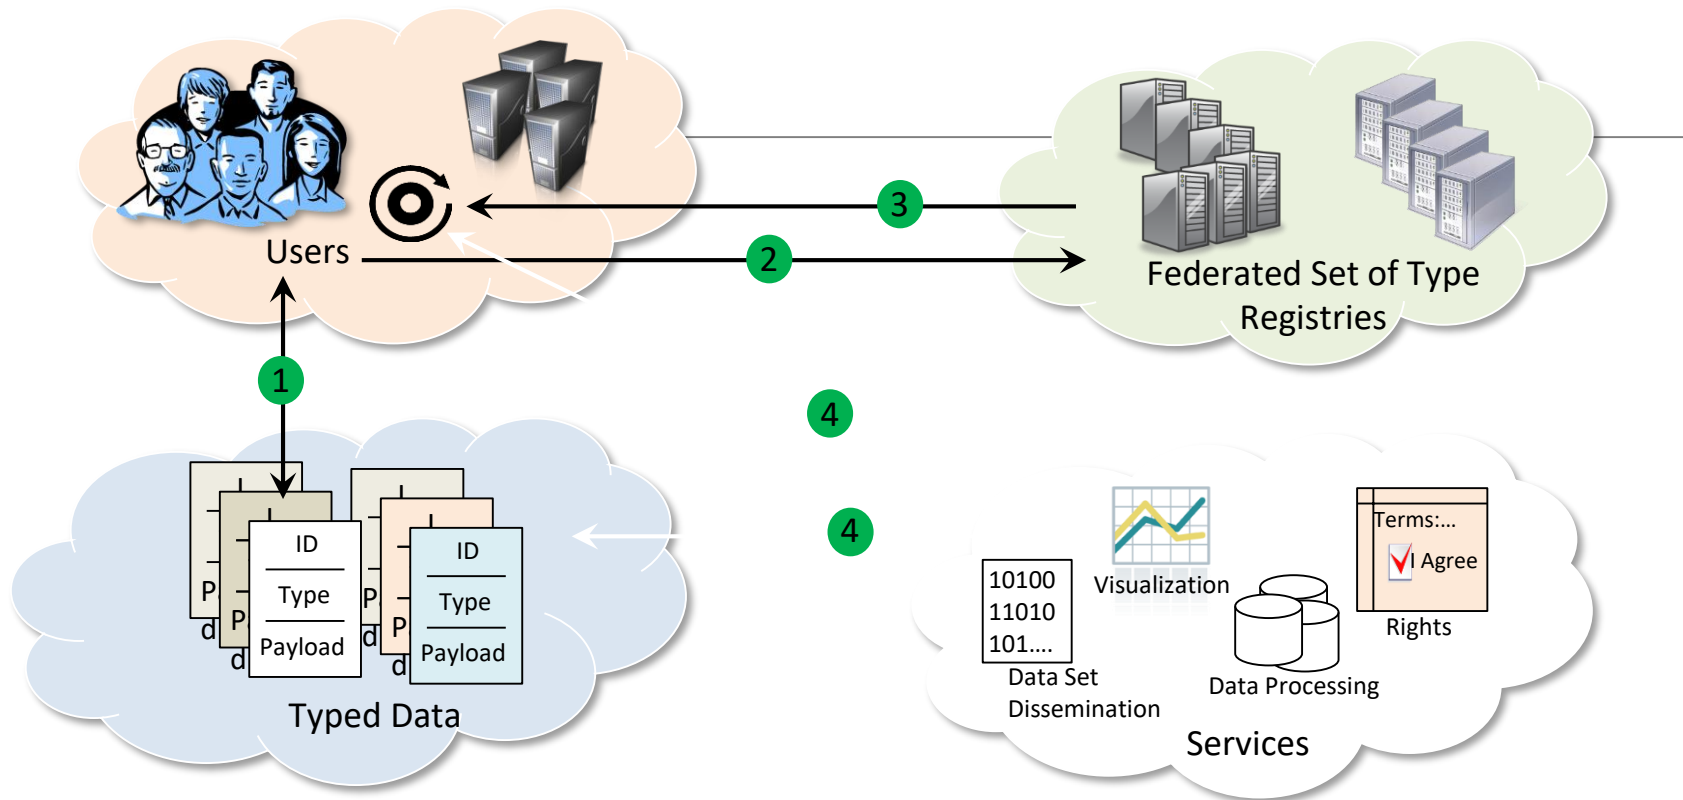 Users
3
2
Federated Set of Type
Registries
1
4
4
ID
Type
Payload
ID
Type
Payload
P
d
P
d
P
P
d
Typed Data
10100
11010
101....
Data Set
Dissemination
Visualization
Data Processing
Terms:...
I Agree
Rights
Services